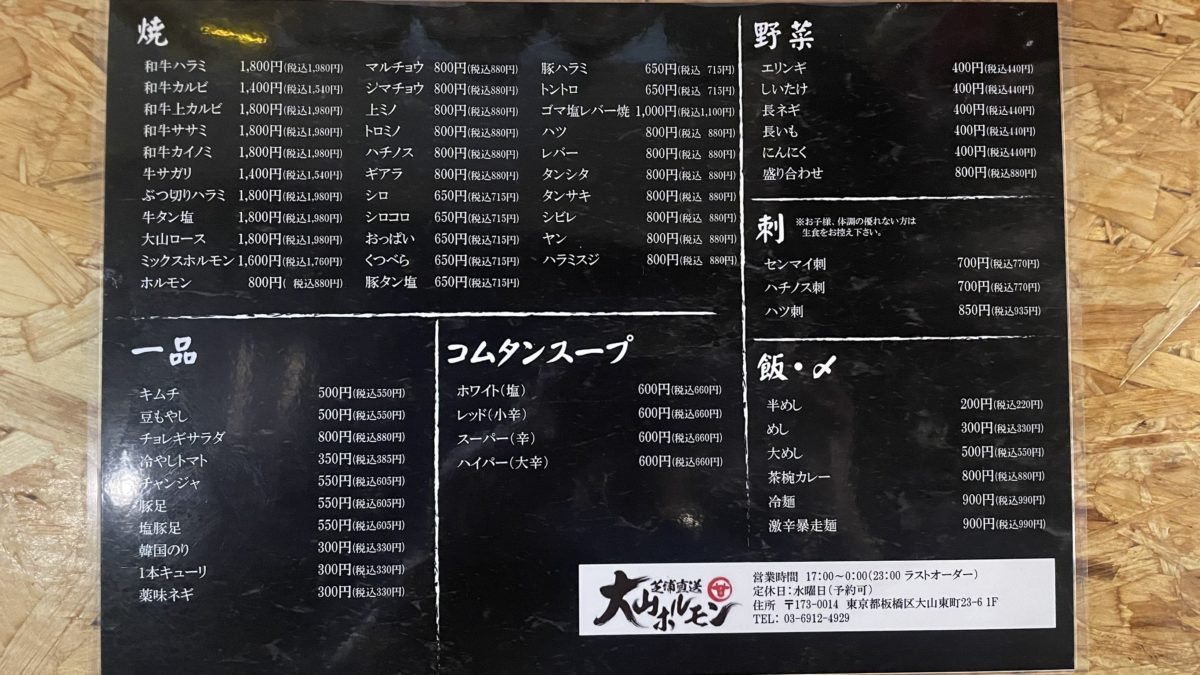 焼
和牛ハラミ 1,800円(税込1,980円)
和牛カルビ 1,400円(税込1,540円)
和牛上カルビ 1,800円(税込1,980円)
和牛ササミ 1,800円(税込1,980円)
和牛カイノミ 1,800円(税込1,980円)
牛サガリ 1,400円(税込1,540円)
ぶつ切りハラミ 1,800円(税込1,980円)
牛タン塩 1,800円(税込1,980円)
大山ロース 1,800円(税込1,980円)
ミックスホルモン 1,600円(税込1,760円)
ホルモン 800円( 税込880円)
マルチョウ 800円(税込880円)
シマチョウ 800円(税込880円)
上ミノ 800円(税込880円)
トロミノ 800円(税込880円)
ハチノス 800円(税込880円)
ギアラ 800円(税込880円)
シロ 650円(税込715円)
シロコロ 650円(税込715円)
おっぱい 650円(税込715円)
くつべら 650円(税込715円)
豚タン塩 650円(税込715円)
豚ハラミ 650円(税込 715円)
トントロ 650円(税込 715円)
ゴマ塩レバー焼 1,000円(税込1,100円)
ハツ 800円(税込 880円)
レバー 800円(税込 880円)
タンシタ 800円(税込 880円)
タンサキ 800円(税込 880円)
シビレ 800円(税込 880円)
ヤン 800円(税込 880円)
ハラミスジ 800円(税込 880円)
野菜
エリンギ 400円(税込440円)
しいたけ 400円(税込440円)
長ネギ 400円(税込440円)
長いも 400円(税込440円)
にんにく 400円(税込440円)
盛り合わせ 800円(税込880円)
刺
※お子様、体調の優れない方は
生食をお控え下さい。
センマイ刺 700円(税込770円)
ハチノス刺 700円(税込770円)
ハツ刺 850円(税込935円)
一品
キムチ 500円(税込550円)
豆もやし 500円(税込550円)
チョレギサラダ 800円(税込880円)
冷やしトマト 350円(税込385円)
チャンジャ 550円(税込605円)
豚足 550円(税込605円)
塩豚足 550円(税込605円)
韓国のり 300円(税込330円)
1本キューリ 300円(税込330円)
薬味ネギ 300円(税込330円)
コムタンスープ
ホワイト(塩) 600円(税込660円)
レッド(小辛) 600円(税込660円)
スーパー(辛) 600円(税込660円)
ハイパー(大辛) 600円(税込660円)
飯・〆
半めし 200円(税込220円)
めし 300円(税込330円)
大めし 500円(税込550円)
茶椀カレー 800円(税込880円)
冷麺 900円(税込990円)
激辛暴走麺 900円(税込990円)
芝浦直送
大山ホルモン
営業時間 17:00～0:00(23:00 ラストオーダー)
定休日:水曜日(予約可)
住所 〒173-0014 東京都板橋区大山東町23-6 1F
TEL: 03-6912-4929